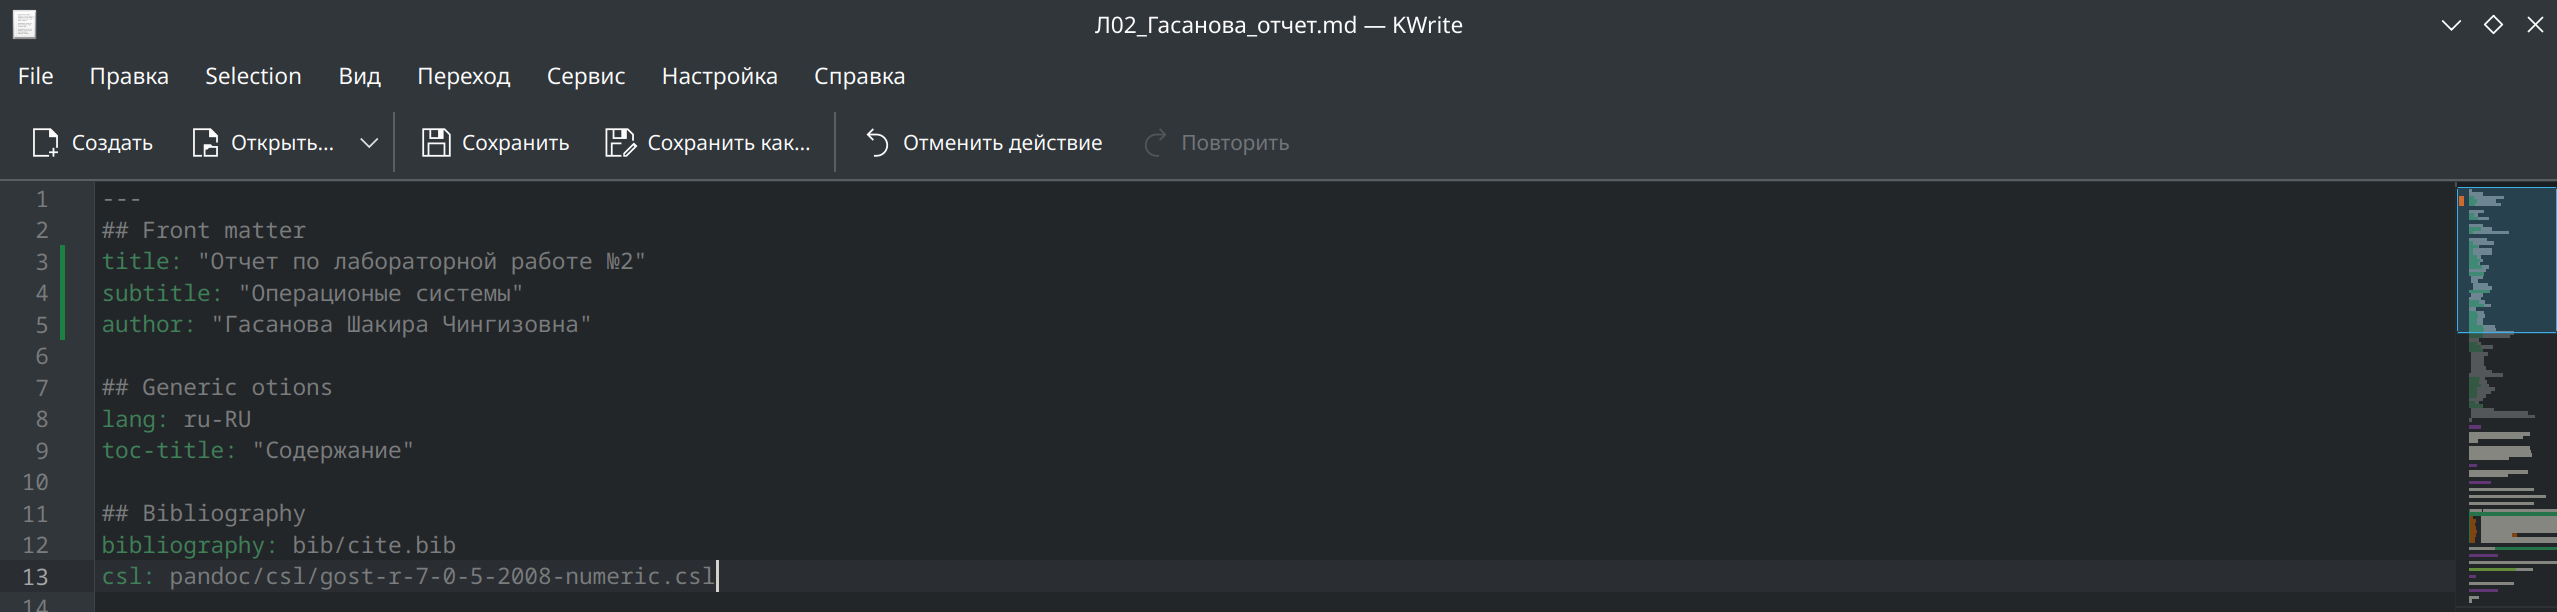 Л02_Гасанова_отчет.md — KWrite
File Правка Selection Вид Переход Сервис Настройка Справка
Создать Открыть... Сохранить Сохранить как... Отменить действие Повторить
1 ---
2 ## Front matter
3 title: "Отчет по лабораторной работе №2"
4 subtitle: "Операционые системы"
5 author: "Гасанова Шакира Чингизовна"
6
7 ## Generic otions
8 lang: ru-RU
9 toc-title: "Содержание"
10
11 ## Bibliography
12 bibliography: bib/cite.bib
13 csl: pandoc/csl/gost-r-7-0-5-2008-numeric.csl
14